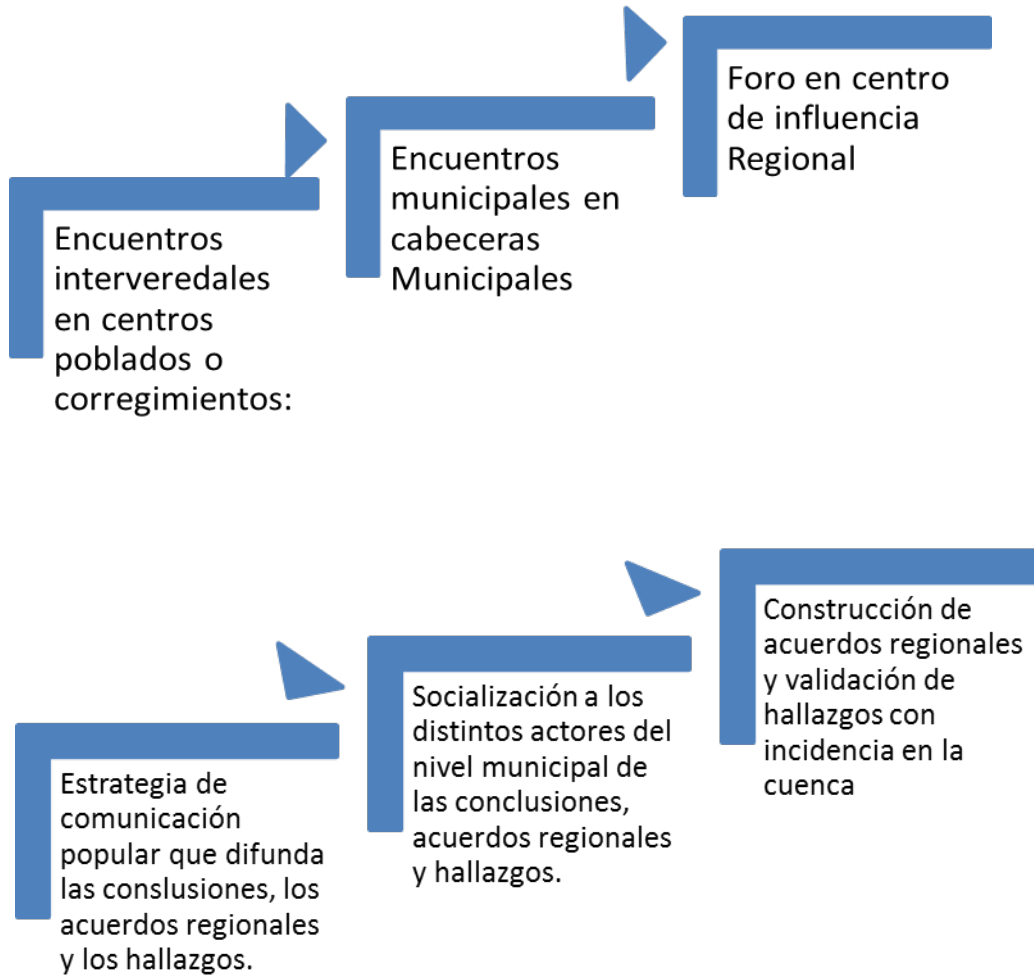 Encuentros
interveredales
en centros
poblados o
corregimientos:
Encuentros
municipales en
cabeceras
Municipales
Foro en centro
de influencia
Regional
Estrategia de
comunicación
popular que difunda
las conslusiones, los
acuerdos regionales
y los hallazgos.
Socialización a los
distintos actores del
nivel municipal de
las conclusiones,
acuerdos regionales
y hallazgos.
Construcción de
acuerdos regionales
y validación de
hallazgos con
incidencia en la
cuenca